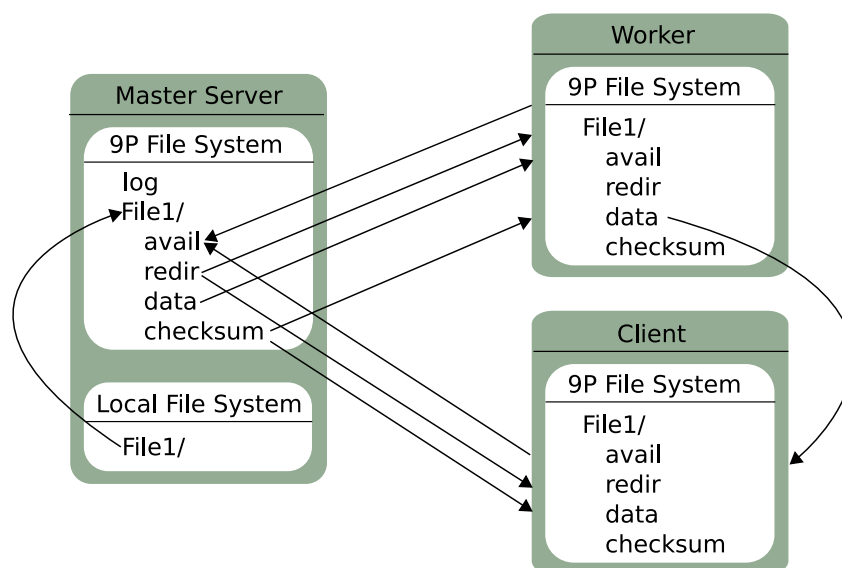 Master Server
9P File System
log
File1/
avail
redir
data
checksum
Local File System
File1/
Worker
9P File System
File1/
avail
redir
data
checksum
Client
9P File System
File1/
avail
redir
data
checksum